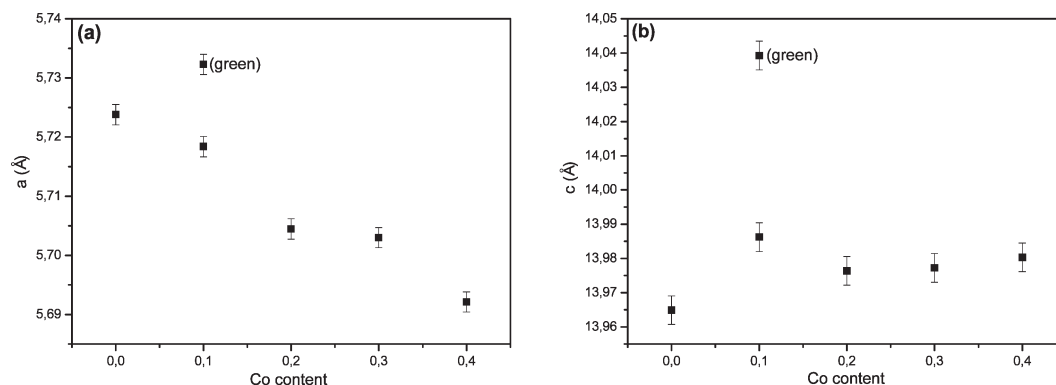 (a)
5,74
5,73
5,72
5,71
5,70
5,69
a (Å)
(green)
0,0 0,1 0,2 0,3 0,4
Co content
(b)
14,05
14,04
14,03
14,02
14,01
14,00
13,99
13,98
13,97
13,96
c (Å)
(green)
0,0 0,1 0,2 0,3 0,4
Co content